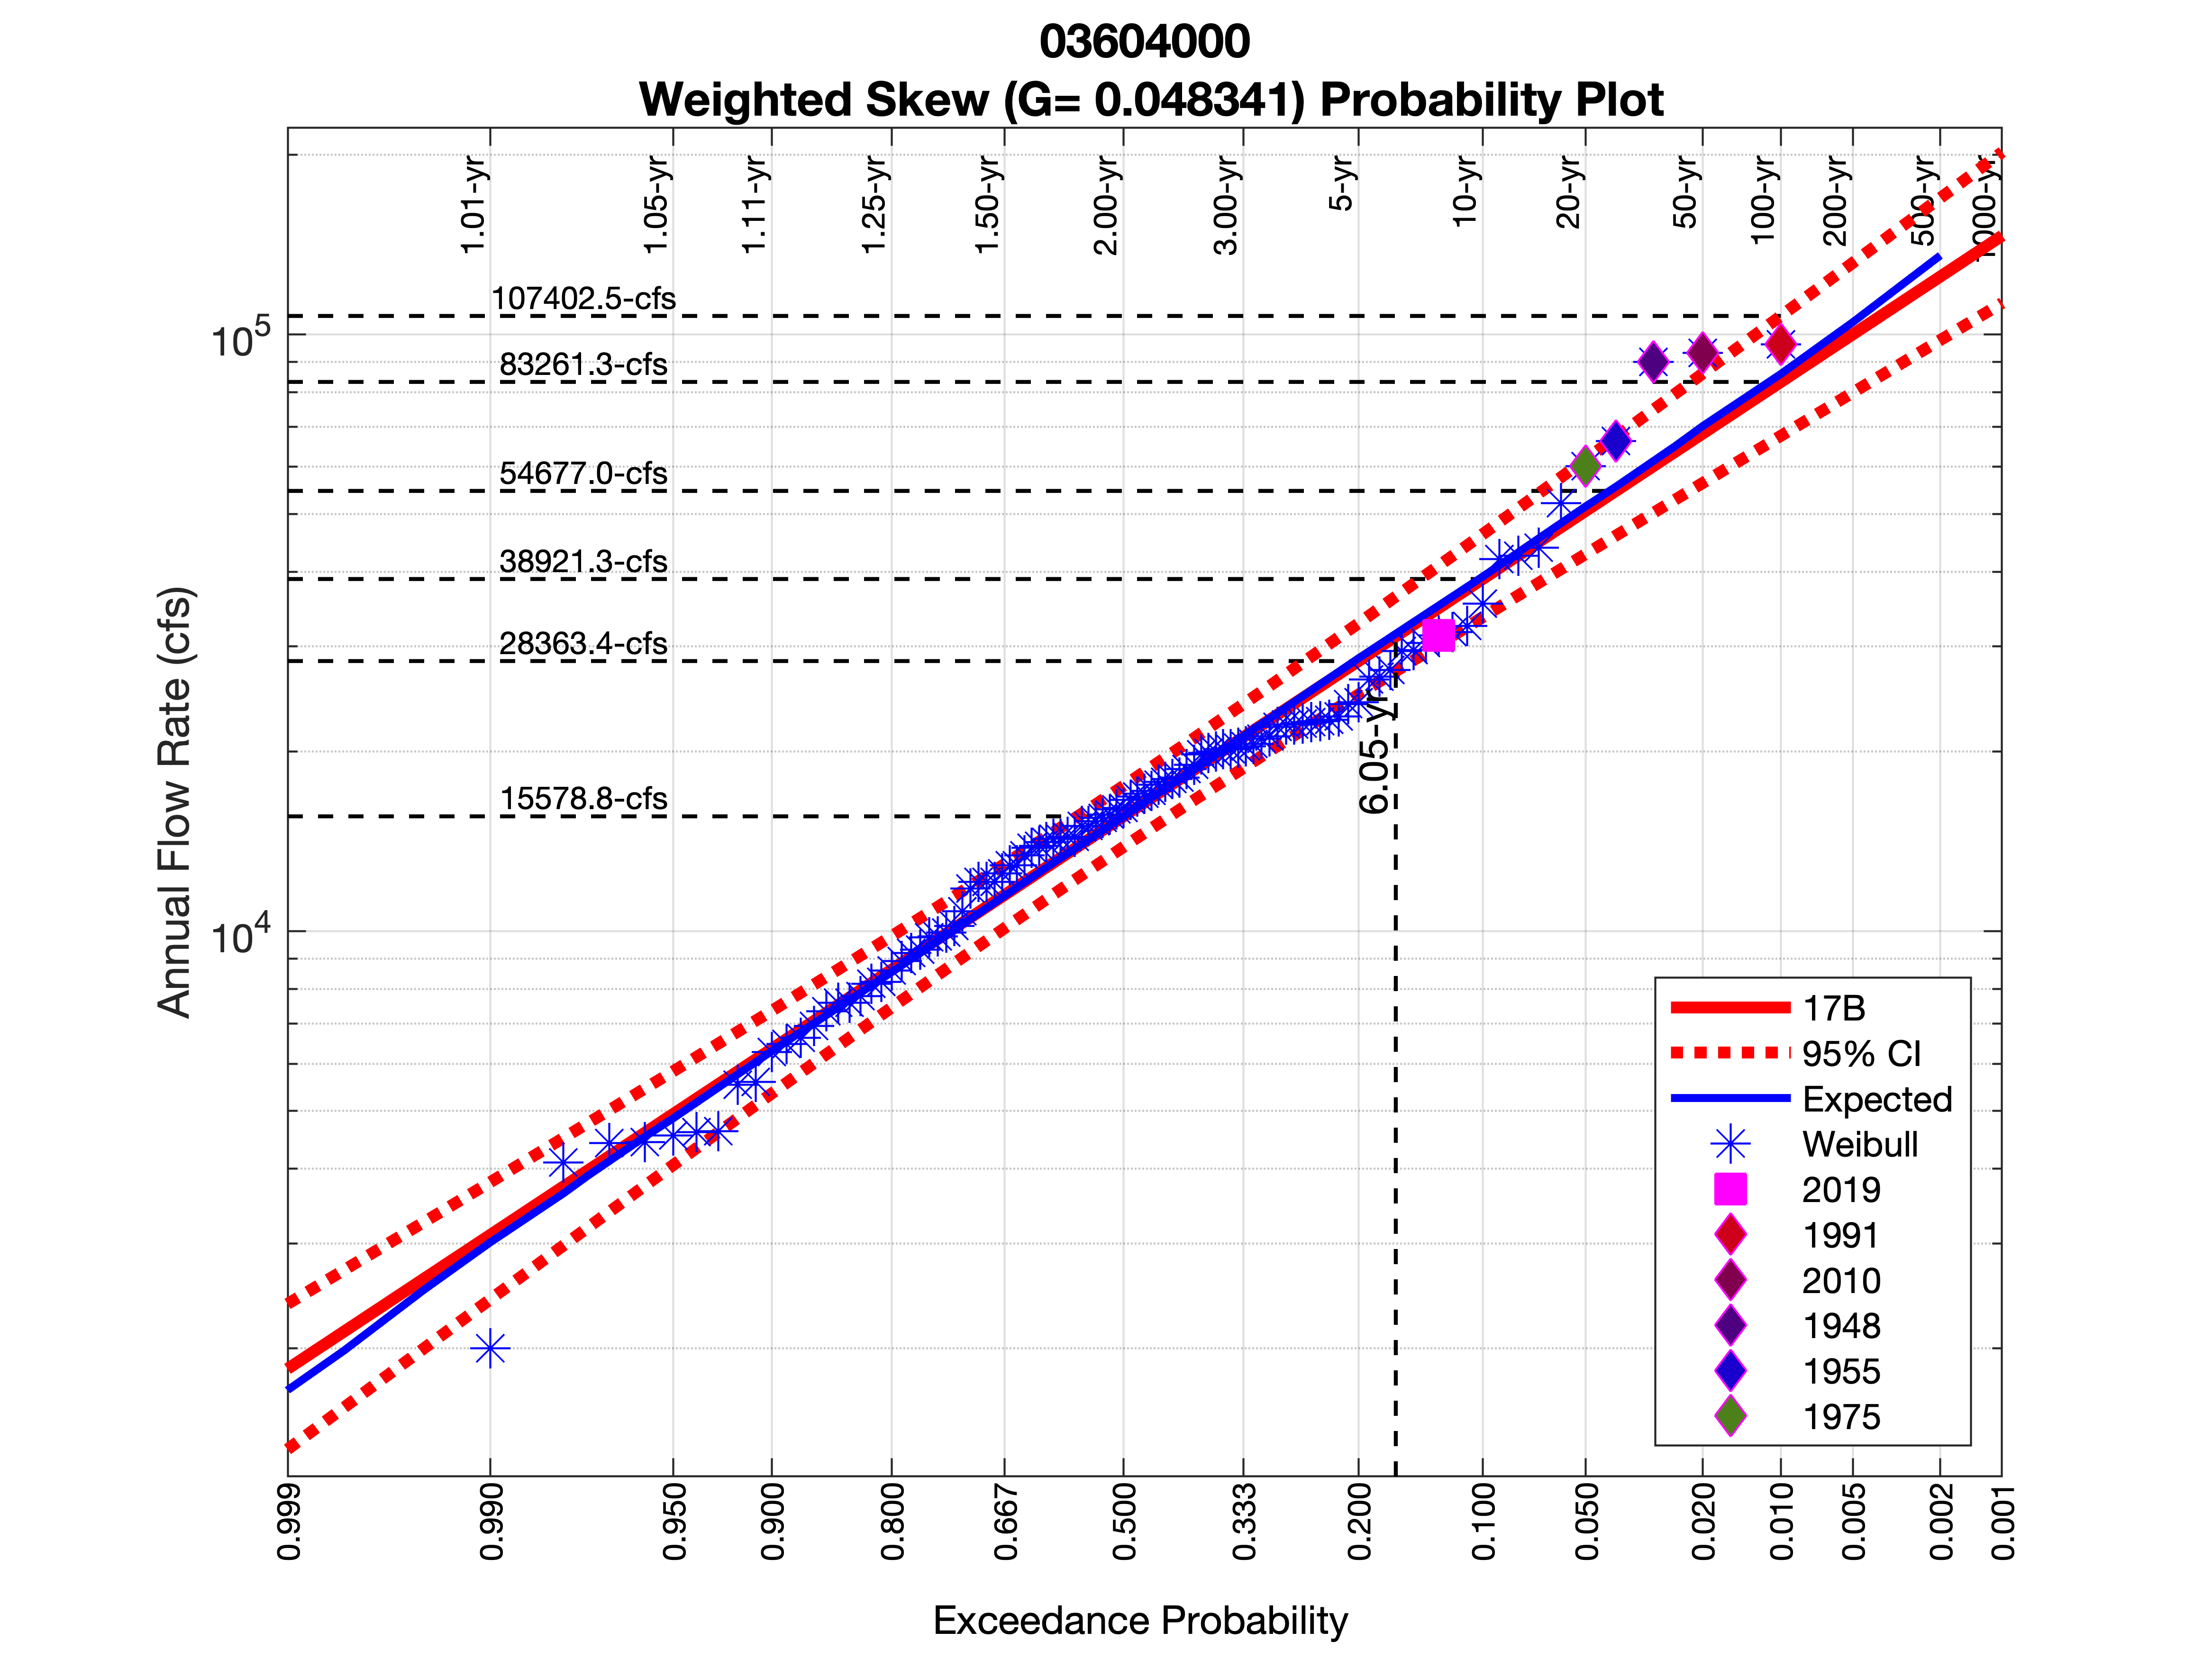 03604000
Weighted Skew (G= 0.048341) Probability Plot
1.01-yr
1.05-yr
1.11-yr
1.25-yr
1.50-yr
2.00-yr
3.00-yr
5-yr
10-yr
20-yr
50-yr
100-yr
200-yr
500-yr
1000-yr
107402.5-cfs
10^5
83261.3-cfs
54677.0-cfs
38921.3-cfs
28363.4-cfs
15578.8-cfs
6.05-yr
10^4
Annual Flow Rate (cfs)
17B
95% CI
Expected
Weibull
2019
1991
2010
1948
1955
1975
0.999
0.990
0.950
0.900
0.800
0.667
0.500
0.333
0.200
0.100
0.050
0.020
0.010
0.005
0.002
0.001
Exceedance Probability